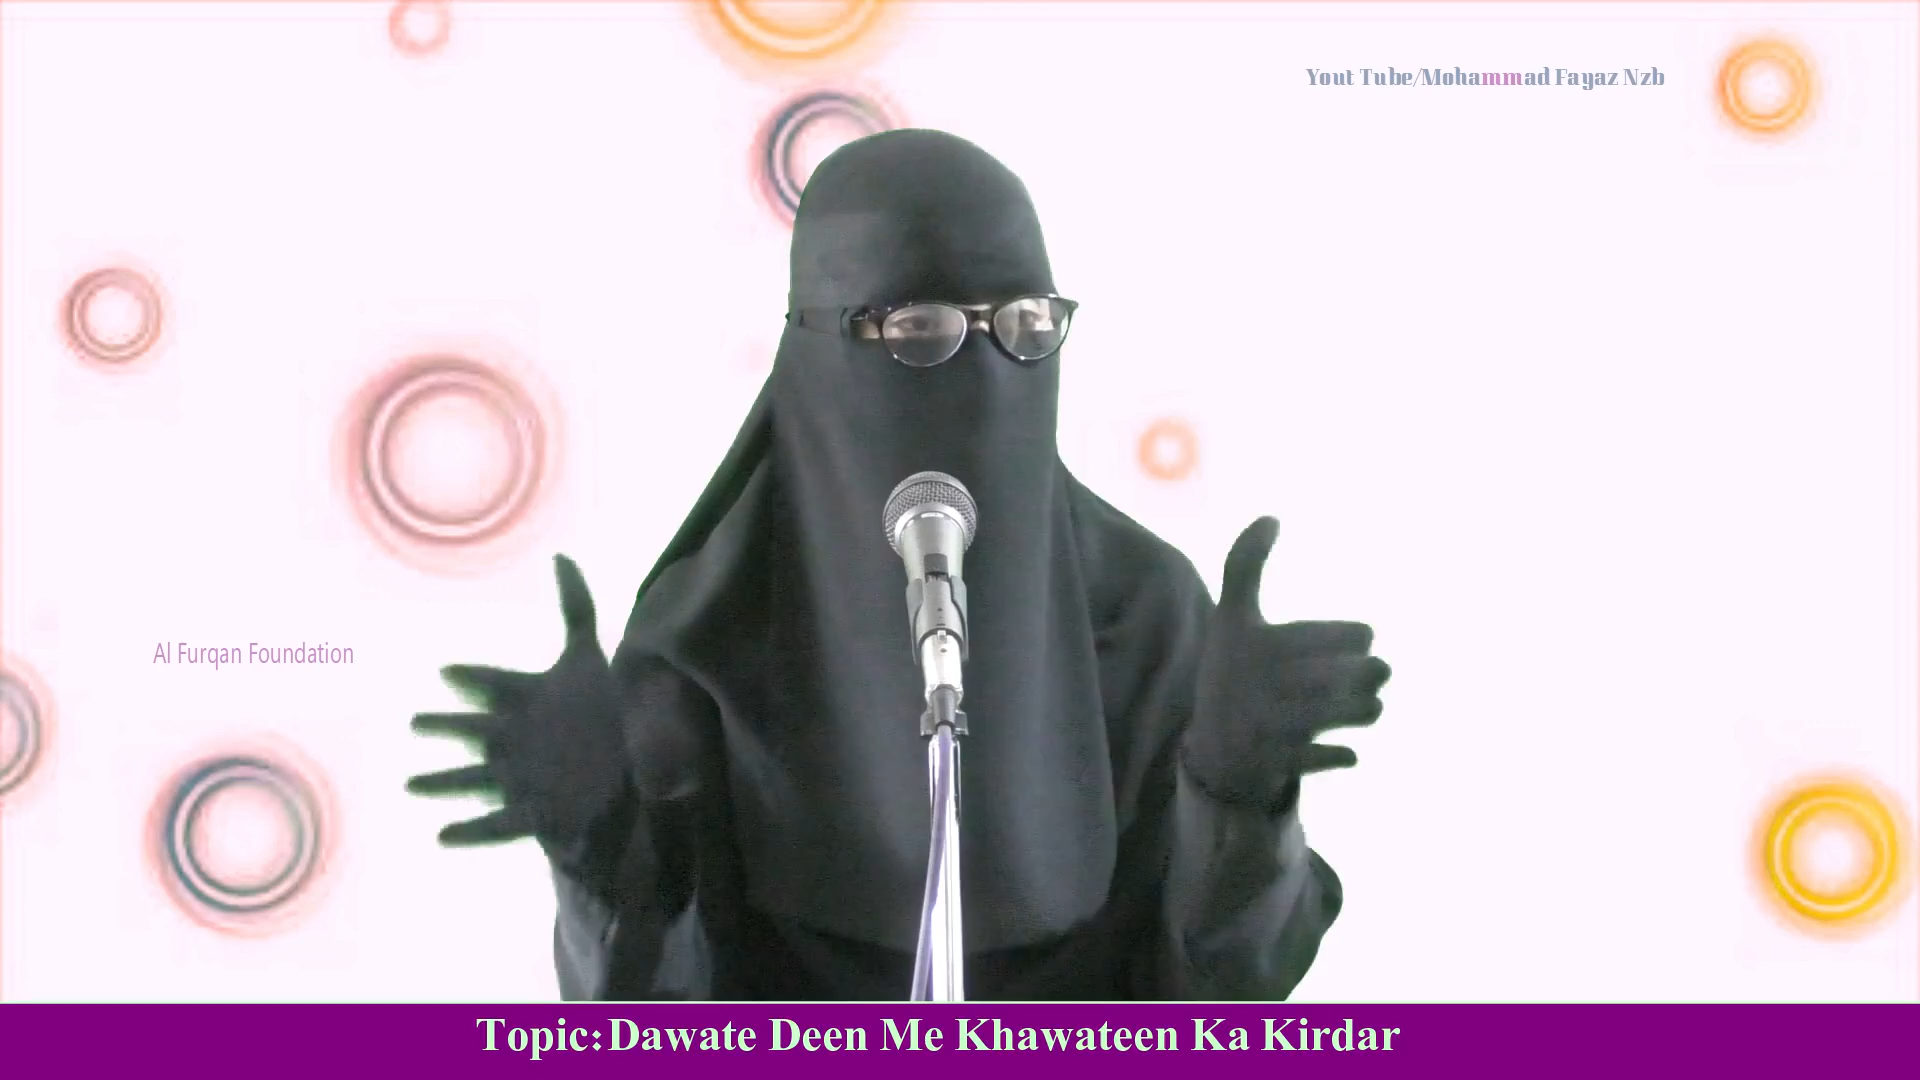 Yout Tube/Mohammad Fayaz Nzb
Al Furqan Foundation
Topic:Dawate Deen Me Khawateen Ka Kirdar